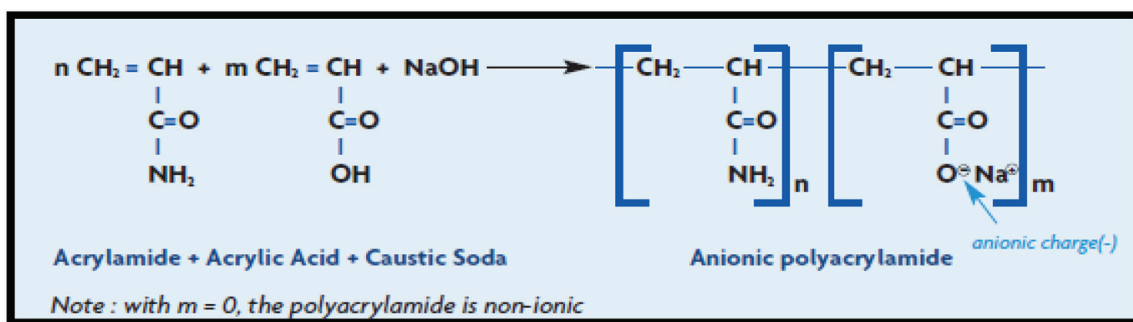 n CH₂ = CH + m CH₂ = CH + NaOH ⟶ [CH₂ — CH] [CH₂ — CH]
C=O C=O C=O C=O
NH₂ OH NH₂ n O⊖ Na⊕ m
anionic charge(-)
Acrylamide + Acrylic Acid + Caustic Soda Anionic polyacrylamide
Note : with m = 0, the polyacrylamide is non-ionic